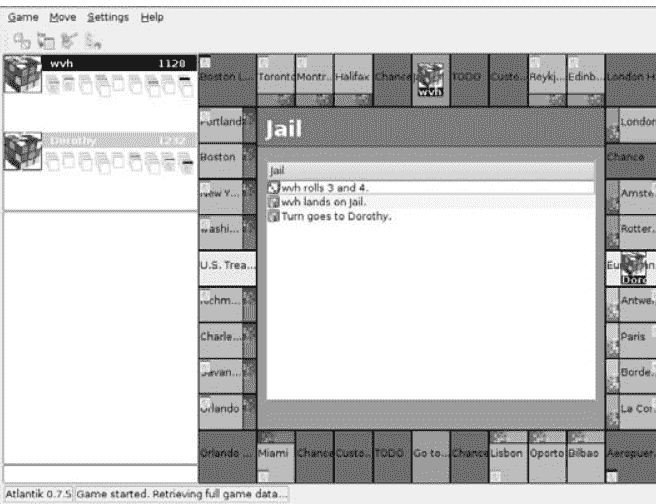 Game Move Settings Help
wvh 1128
Dorothy 1232
Boston L...
Toronto
Montr...
Halifax
Chance
wvh
TODO
Custo...
Reykj...
Edinb...
London H
Portland
Boston
New Y...
Washi...
U.S. Trea...
Richm...
Charle...
Savan...
Orlando
Jail
Jail
wvh rolls 3 and 4.
wvh lands on Jail.
Turn goes to Dorothy.
London
Chance
Amste
Rotter.
Antwe
Paris
Borde.
La Cor.
Orlando ...
Miami
Chance
Custo...
TODO
Go to...
Chance
Lisbon
Oporto
Bilbao
Aeropuer.
Atlantik 0.7.5 Game started. Retrieving full game data...